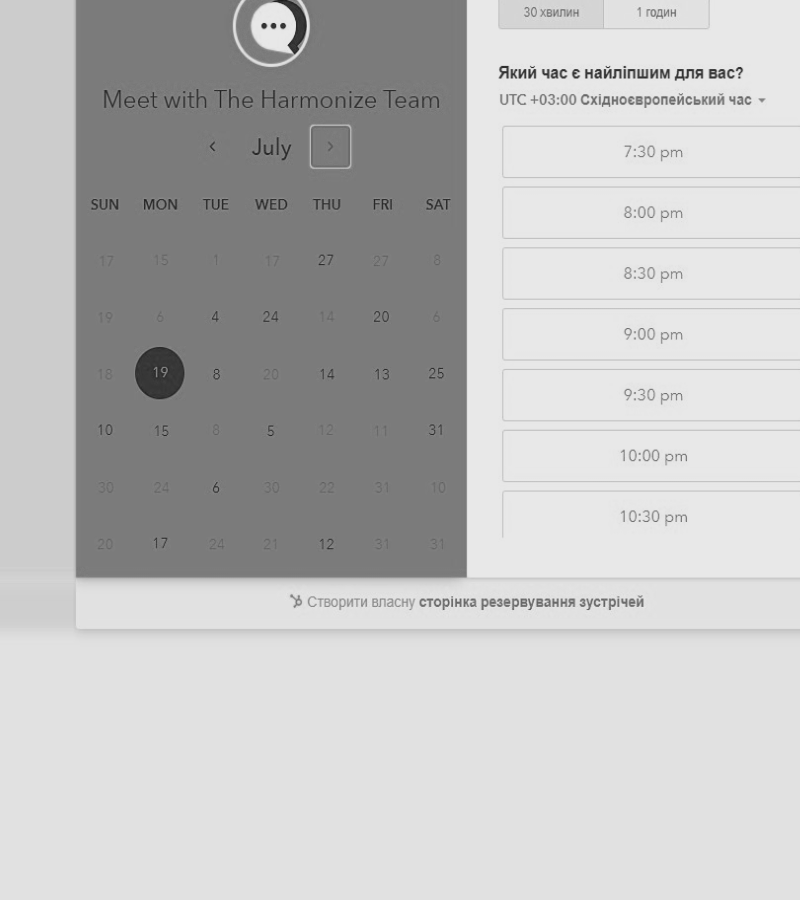 Meet with The Harmonize Team
July
SUN MON TUE WED THU FRI SAT
17 15 1 17 27 27 8
19 6 4 24 14 20 6
18 19 8 20 14 13 25
10 15 8 5 12 11 31
30 24 6 30 22 31 10
20 17 24 21 12 31 31
30 хвилин 1 годин
Який час є найліпшим для вас?
UTC +03:00 Східноєвропейський час
7:30 pm
8:00 pm
8:30 pm
9:00 pm
9:30 pm
10:00 pm
10:30 pm
Створити власну сторінка резервування зустрічей